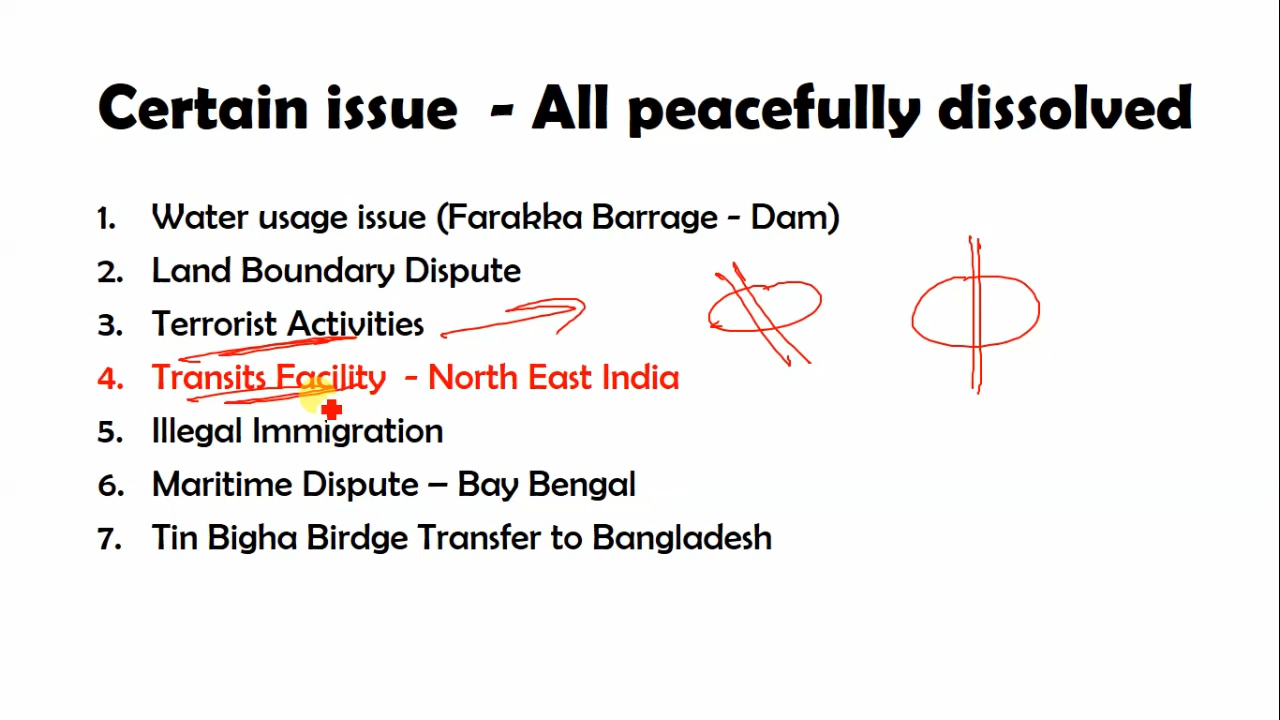 Certain issue - All peacefully dissolved
1. Water usage issue (Farakka Barrage - Dam)
2. Land Boundary Dispute
3. Terrorist Activities
4. Transits Facility - North East India
5. Illegal Immigration
6. Maritime Dispute – Bay Bengal
7. Tin Bigha Birdge Transfer to Bangladesh